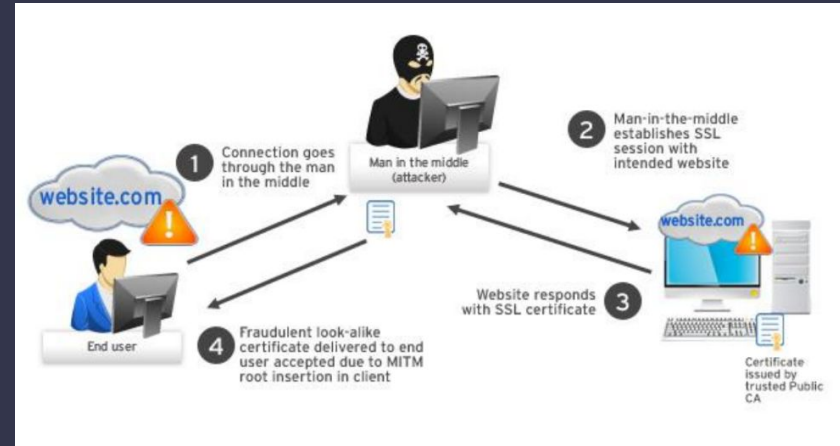 Man in the middle
(attacker)
1
Connection goes
through the man
in the middle
2
Man-in-the-middle
establishes SSL
session with
intended website
website.com
website.com
End user
Website responds
with SSL certificate
3
4
Fraudulent look-alike
certificate delivered to end
user accepted due to MITM
root insertion in client
Certificate
issued by
trusted Public
CA